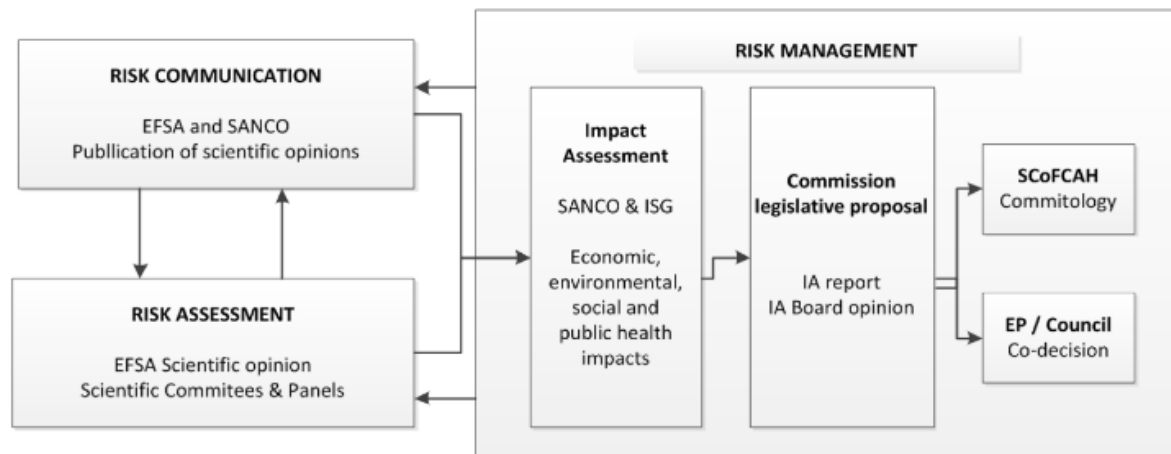 RISK COMMUNICATION
EFSA and SANCO
Publlication of scientific opinions
RISK ASSESSMENT
EFSA Scientific opinion
Scientific Commitees & Panels
RISK MANAGEMENT
Impact
Assessment
SANCO & ISG
Economic,
environmental,
social and
public health
impacts
Commission
legislative proposal
IA report
IA Board opinion
SCoFCAH
Commitology
EP / Council
Co-decision